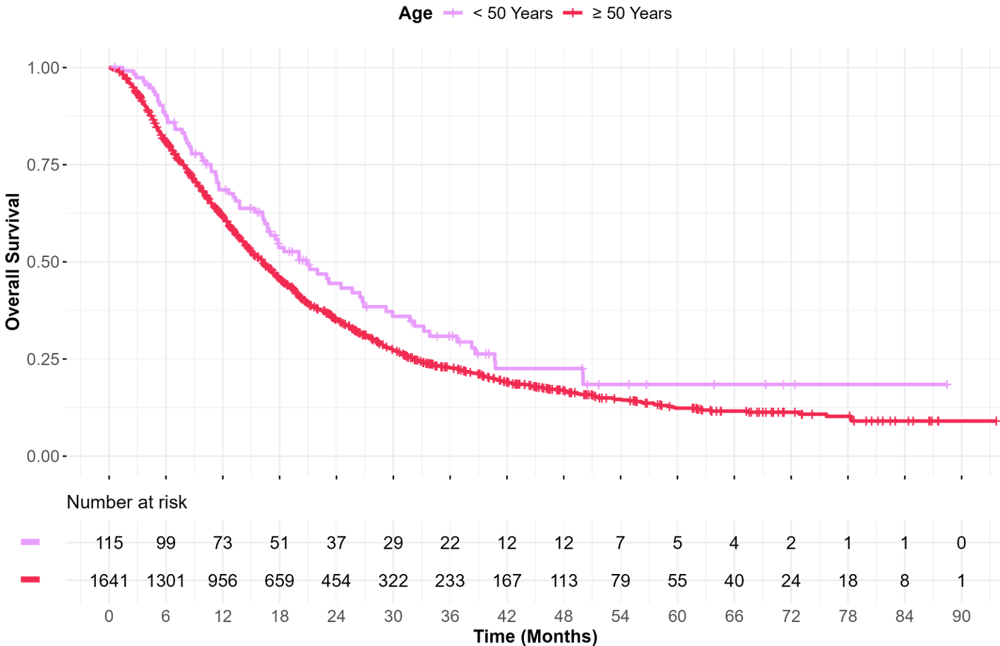 Age < 50 Years ≥ 50 Years
1.00
0.75
0.50
0.25
0.00
Overall Survival
Number at risk
115 99 73 51 37 29 22 12 12 7 5 4 2 1 1 0
1641 1301 956 659 454 322 233 167 113 79 55 40 24 18 8 1
0 6 12 18 24 30 36 42 48 54 60 66 72 78 84 90
Time (Months)